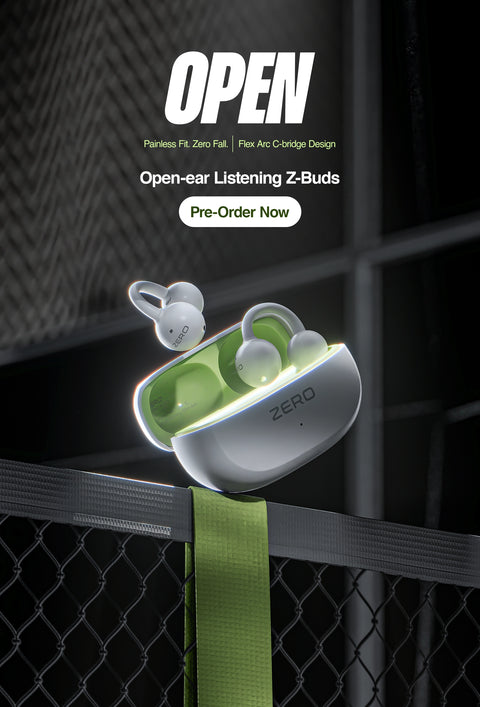 OPEN
Painless Fit. Zero Fall. | Flex Arc C-bridge Design
Open-ear Listening Z-Buds
Pre-Order Now
ZERO
ZERO